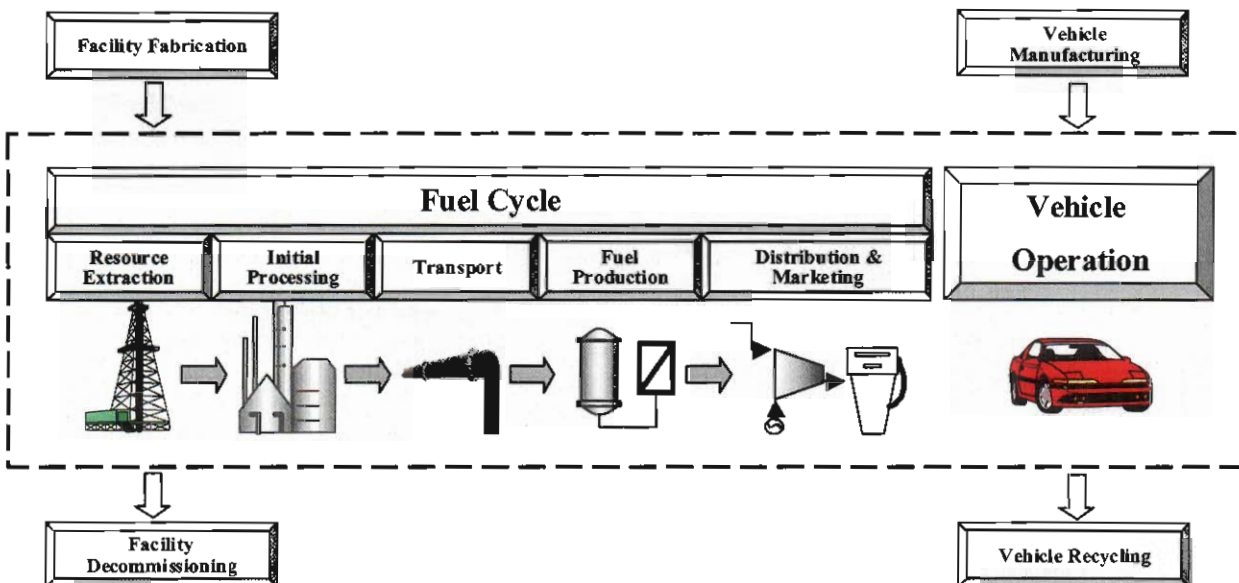 Facility Fabrication
Vehicle
Manufacturing
Fuel Cycle
Vehicle
Operation
Resource
Extraction
Initial
Processing
Transport
Fuel
Production
Distribution &
Marketing
Facility
Decommissioning
Vehicle Recycling